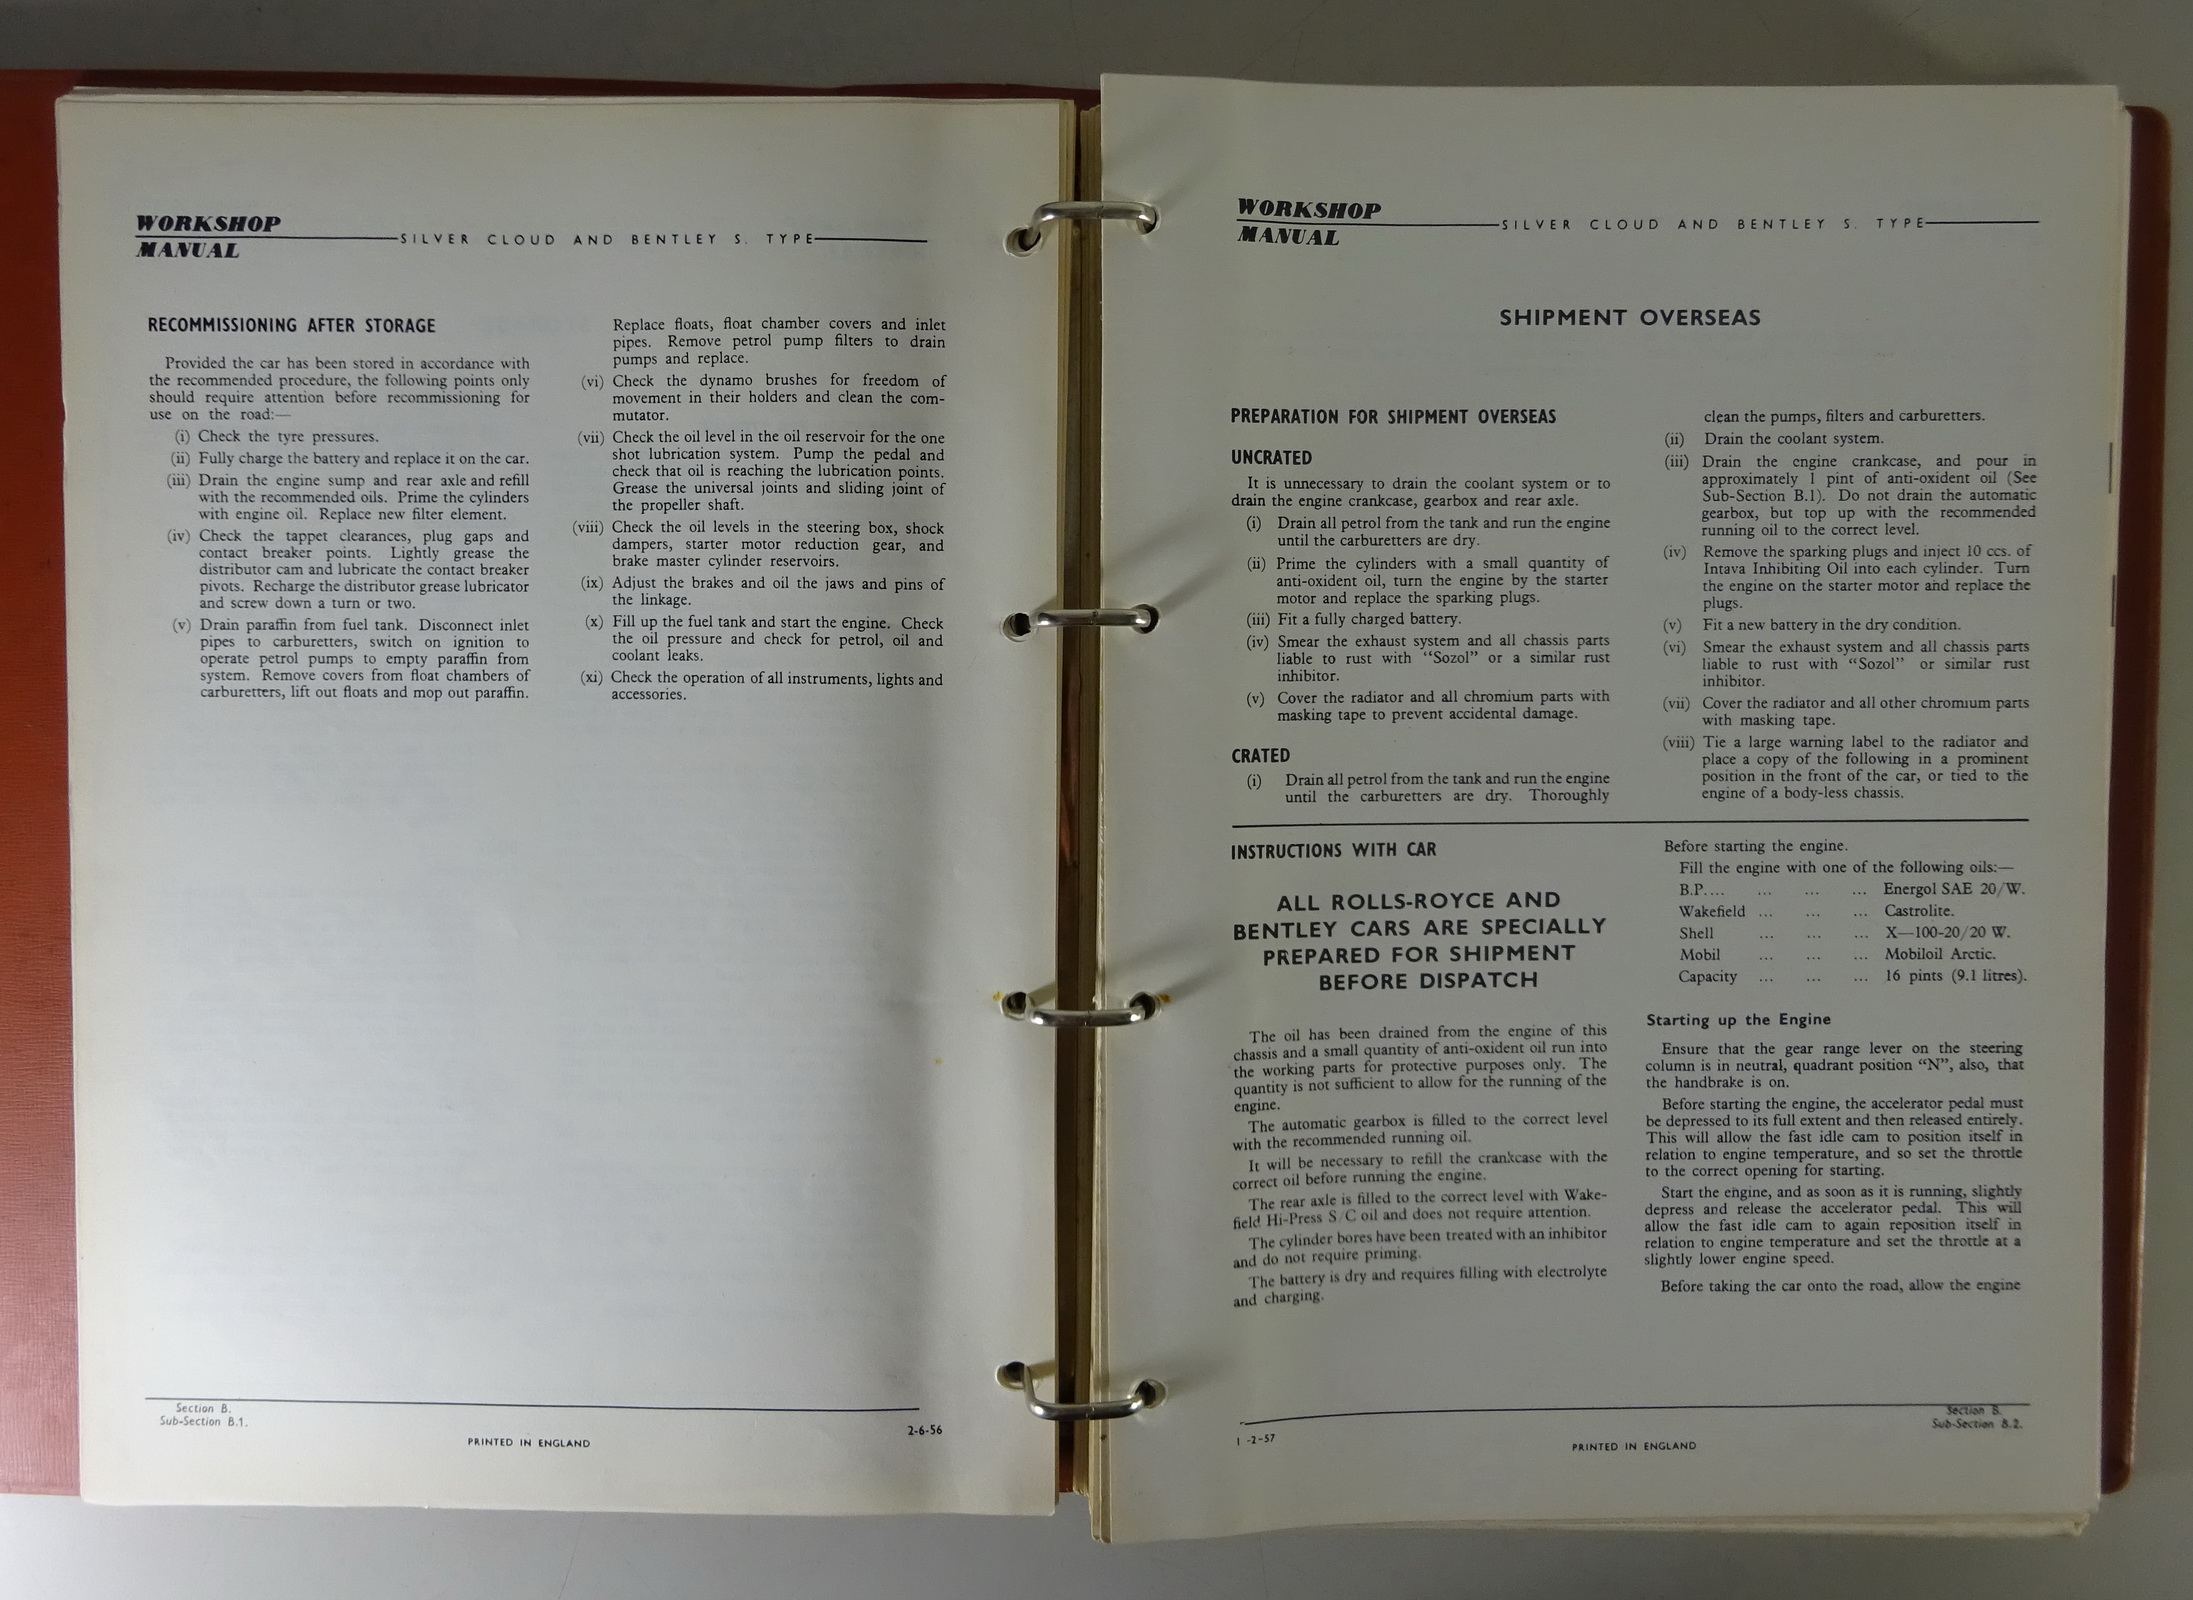 WORKSHOP
MANUAL
SILVER CLOUD AND BENTLEY S. TYPE
RECOMMISSIONING AFTER STORAGE
Provided the car has been stored in accordance with
the recommended procedure, the following points only
should require attention before recommissioning for
use on the road:—
(i) Check the tyre pressures.
(ii) Fully charge the battery and replace it on the car.
(iii) Drain the engine sump and rear axle and refill
with the recommended oils. Prime the cylinders
with engine oil. Replace new filter element.
(iv) Check the tappet clearances, plug gaps and
contact breaker points. Lightly grease the
distributor cam and lubricate the contact breaker
pivots. Recharge the distributor grease lubricator
and screw down a turn or two.
(v) Drain paraffin from fuel tank. Disconnect inlet
pipes to carburetters, switch on ignition to
operate petrol pumps to empty paraffin from
system. Remove covers from float chambers of
carburetters, lift out floats and mop out paraffin.
Replace floats, float chamber covers and inlet
pipes. Remove petrol pump filters to drain
pumps and replace.
(vi) Check the dynamo brushes for freedom of
movement in their holders and clean the com-
mutator.
(vii) Check the oil level in the oil reservoir for the one
shot lubrication system. Pump the pedal and
check that oil is reaching the lubrication points.
Grease the universal joints and sliding joint of
the propeller shaft.
(viii) Check the oil levels in the steering box, shock
dampers, starter motor reduction gear, and
brake master cylinder reservoirs.
(ix) Adjust the brakes and oil the jaws and pins of
the linkage.
(x) Fill up the fuel tank and start the engine. Check
the oil pressure and check for petrol, oil and
coolant leaks.
(xi) Check the operation of all instruments, lights and
accessories.
Section B.
Sub-Section B.1.
2-6-56
PRINTED IN ENGLAND
WORKSHOP
MANUAL
SILVER CLOUD AND BENTLEY S. TYPE
SHIPMENT OVERSEAS
PREPARATION FOR SHIPMENT OVERSEAS
UNCRATED
It is unnecessary to drain the coolant system or to
drain the engine crankcase, gearbox and rear axle.
(i) Drain all petrol from the tank and run the engine
until the carburetters are dry.
(ii) Prime the cylinders with a small quantity of
anti-oxident oil, turn the engine by the starter
motor and replace the sparking plugs.
(iii) Fit a fully charged battery.
(iv) Smear the exhaust system and all chassis parts
liable to rust with "Sozol" or a similar rust
inhibitor.
(v) Cover the radiator and all chromium parts with
masking tape to prevent accidental damage.
CRATED
(i) Drain all petrol from the tank and run the engine
until the carburetters are dry. Thoroughly
clean the pumps, filters and carburetters.
(ii) Drain the coolant system.
(iii) Drain the engine crankcase, and pour in
approximately 1 pint of anti-oxident oil (See
Sub-Section B.1). Do not drain the automatic
gearbox, but top up with the recommended
running oil to the correct level.
(iv) Remove the sparking plugs and inject 10 ccs. of
Intava Inhibiting Oil into each cylinder. Turn
the engine on the starter motor and replace the
plugs.
(v) Fit a new battery in the dry condition.
(vi) Smear the exhaust system and all chassis parts
liable to rust with "Sozol" or similar rust
inhibitor.
(vii) Cover the radiator and all other chromium parts
with masking tape.
(viii) Tie a large warning label to the radiator and
place a copy of the following in a prominent
position in the front of the car, or tied to the
engine of a body-less chassis.
INSTRUCTIONS WITH CAR
ALL ROLLS-ROYCE AND
BENTLEY CARS ARE SPECIALLY
PREPARED FOR SHIPMENT
BEFORE DISPATCH
The oil has been drained from the engine of this
chassis and a small quantity of anti-oxident oil run into
the working parts for protective purposes only. The
quantity is not sufficient to allow for the running of the
engine.
The automatic gearbox is filled to the correct level
with the recommended running oil.
It will be necessary to refill the crankcase with the
correct oil before running the engine.
The rear axle is filled to the correct level with Wake-
field Hi-Press S/C oil and does not require attention.
The cylinder bores have been treated with an inhibitor
and do not require priming.
The battery is dry and requires filling with electrolyte
and charging.
Before starting the engine.
Fill the engine with one of the following oils:—
B.P.... ... ... ... Energol SAE 20/W.
Wakefield ... ... ... Castrolite.
Shell ... ... ... X—100-20/20 W.
Mobil ... ... ... Mobiloil Arctic.
Capacity ... ... ... 16 pints (9.1 litres).
Starting up the Engine
Ensure that the gear range lever on the steering
column is in neutral, quadrant position "N", also, that
the handbrake is on.
Before starting the engine, the accelerator pedal must
be depressed to its full extent and then released entirely.
This will allow the fast idle cam to position itself in
relation to engine temperature, and so set the throttle
to the correct opening for starting.
Start the engine, and as soon as it is running, slightly
depress and release the accelerator pedal. This will
allow the fast idle cam to again reposition itself in
relation to engine temperature and set the throttle at a
slightly lower engine speed.
Before taking the car onto the road, allow the engine
Section B.
Sub-Section B.2.
1 -2-57
PRINTED IN ENGLAND